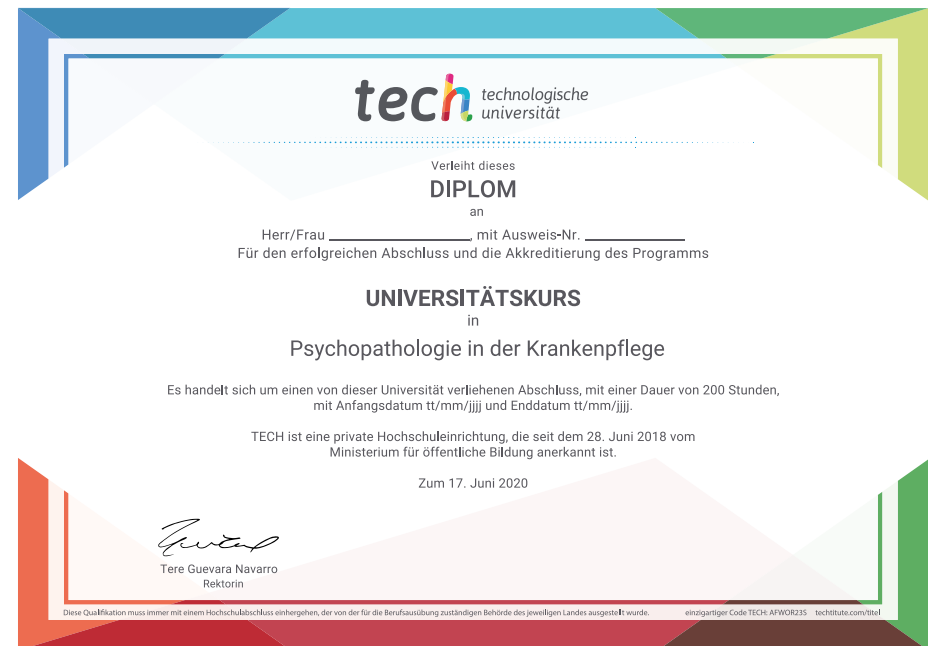 tech technologische
universität
Verleiht dieses
DIPLOM
an
Herr/Frau ____________________, mit Ausweis-Nr. ______________
Für den erfolgreichen Abschluss und die Akkreditierung des Programms
UNIVERSITÄTSKURS
in
Psychopathologie in der Krankenpflege
Es handelt sich um einen von dieser Universität verliehenen Abschluss, mit einer Dauer von 200 Stunden,
mit Anfangsdatum tt/mm/jjjj und Enddatum tt/mm/jjjj.
TECH ist eine private Hochschuleinrichtung, die seit dem 28. Juni 2018 vom
Ministerium für öffentliche Bildung anerkannt ist.
Zum 17. Juni 2020
Tere Guevara Navarro
Rektorin
Diese Qualifikation muss immer mit einem Hochschulabschluss einhergehen, der von der für die Berufsausübung zuständigen Behörde des jeweiligen Landes ausgestellt wurde. einzigartiger Code TECH: AFWOR23S techtitute.com/titel